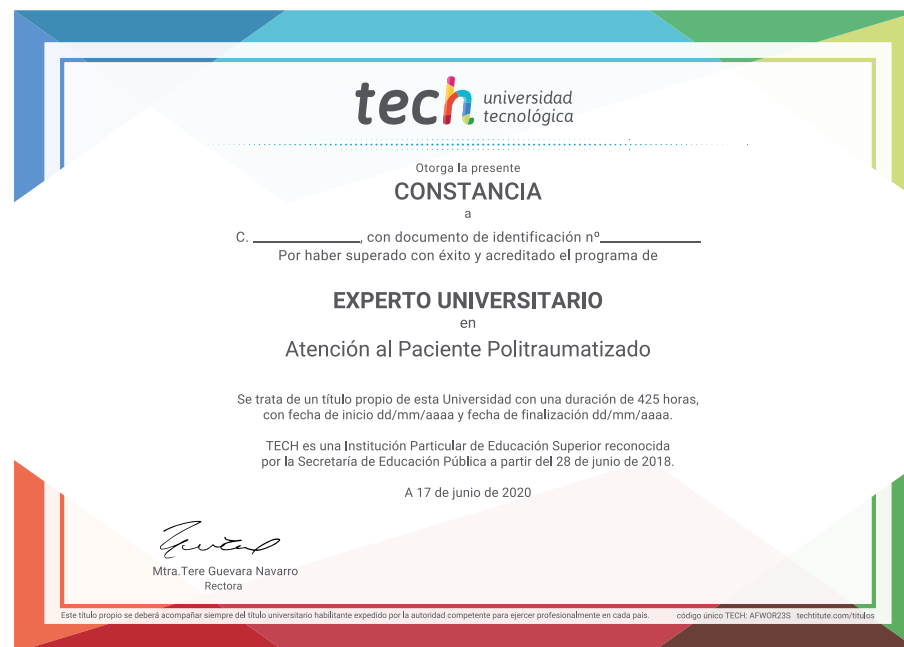 tech universidad
tecnológica
Otorga la presente
CONSTANCIA
a
C. ____________, con documento de identificación nº____________
Por haber superado con éxito y acreditado el programa de
EXPERTO UNIVERSITARIO
en
Atención al Paciente Politraumatizado
Se trata de un título propio de esta Universidad con una duración de 425 horas,
con fecha de inicio dd/mm/aaaa y fecha de finalización dd/mm/aaaa.
TECH es una Institución Particular de Educación Superior reconocida
por la Secretaría de Educación Pública a partir del 28 de junio de 2018.
A 17 de junio de 2020
Mtra.Tere Guevara Navarro
Rectora
Este título propio se deberá acompañar siempre del título universitario habilitante expedido por la autoridad competente para ejercer profesionalmente en cada país. código único TECH: AFWOR23S techtitute.com/titulos